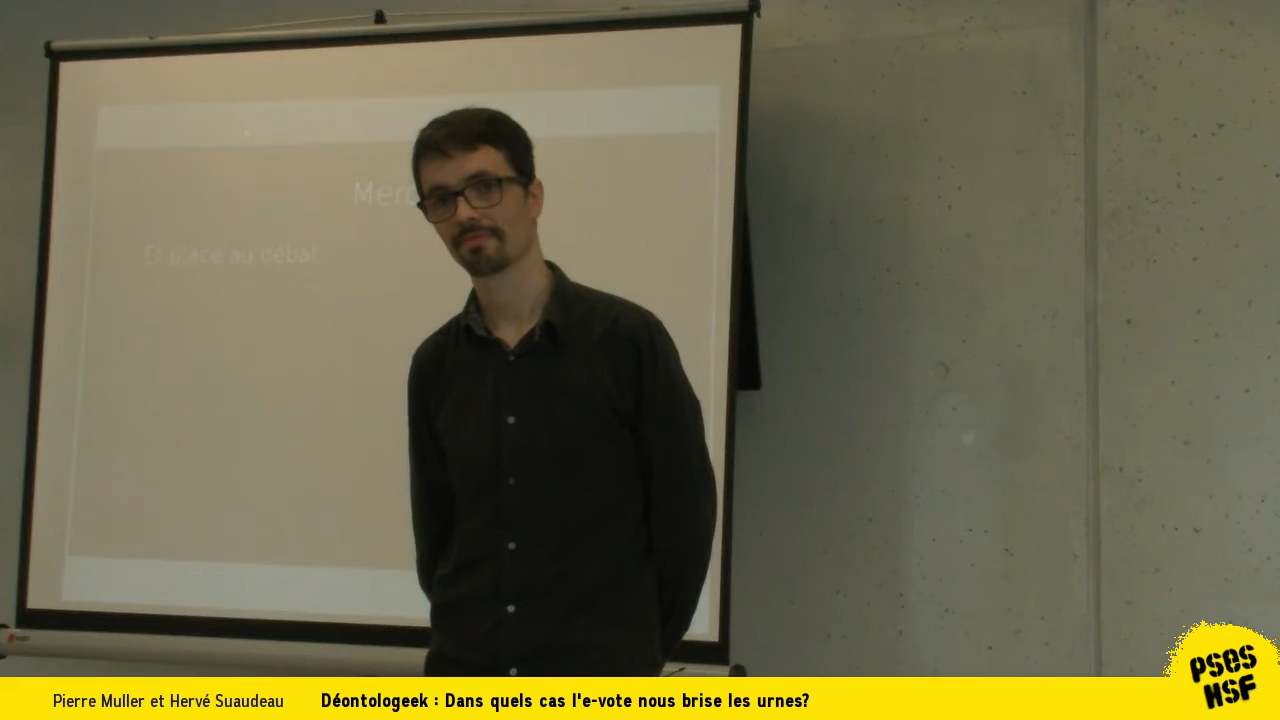 Merc
Et place au débat
Pierre Muller et Hervé Suaudeau
Déontologeek : Dans quels cas l'e-vote nous brise les urnes?
PSES
HSF